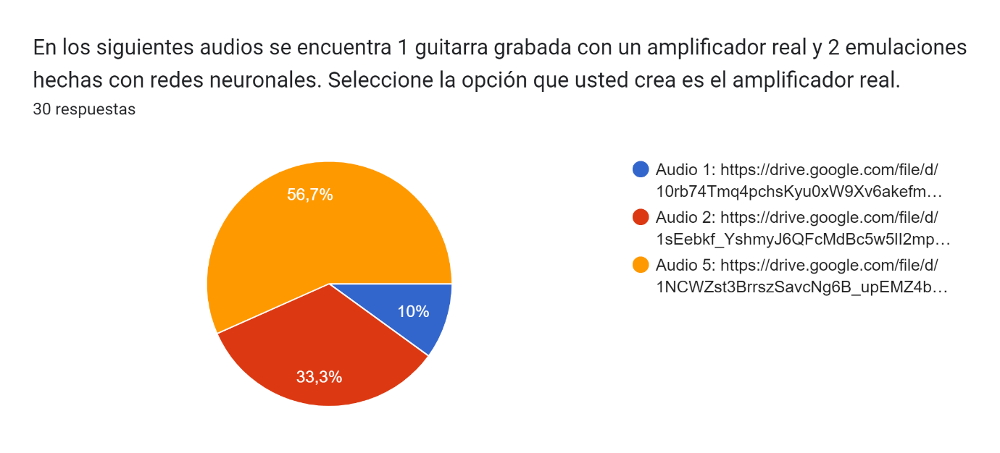 En los siguientes audios se encuentra 1 guitarra grabada con un amplificador real y 2 emulaciones
hechas con redes neuronales. Seleccione la opción que usted crea es el amplificador real.
30 respuestas
56,7%
10%
33,3%
Audio 1: https://drive.google.com/file/d/
10rb74Tmq4pchsKyu0xW9Xv6akefm…
Audio 2: https://drive.google.com/file/d/
1sEebkf_YshmyJ6QFcMdBc5w5lI2mp…
Audio 5: https://drive.google.com/file/d/
1NCWZst3BrrszSavcNg6B_upEMZ4b…